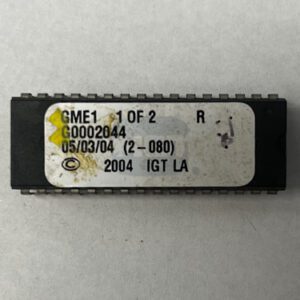 GME1 1 OF 2 R
G0002044
05/03/04 (2-080)
© 2004 IGT LA